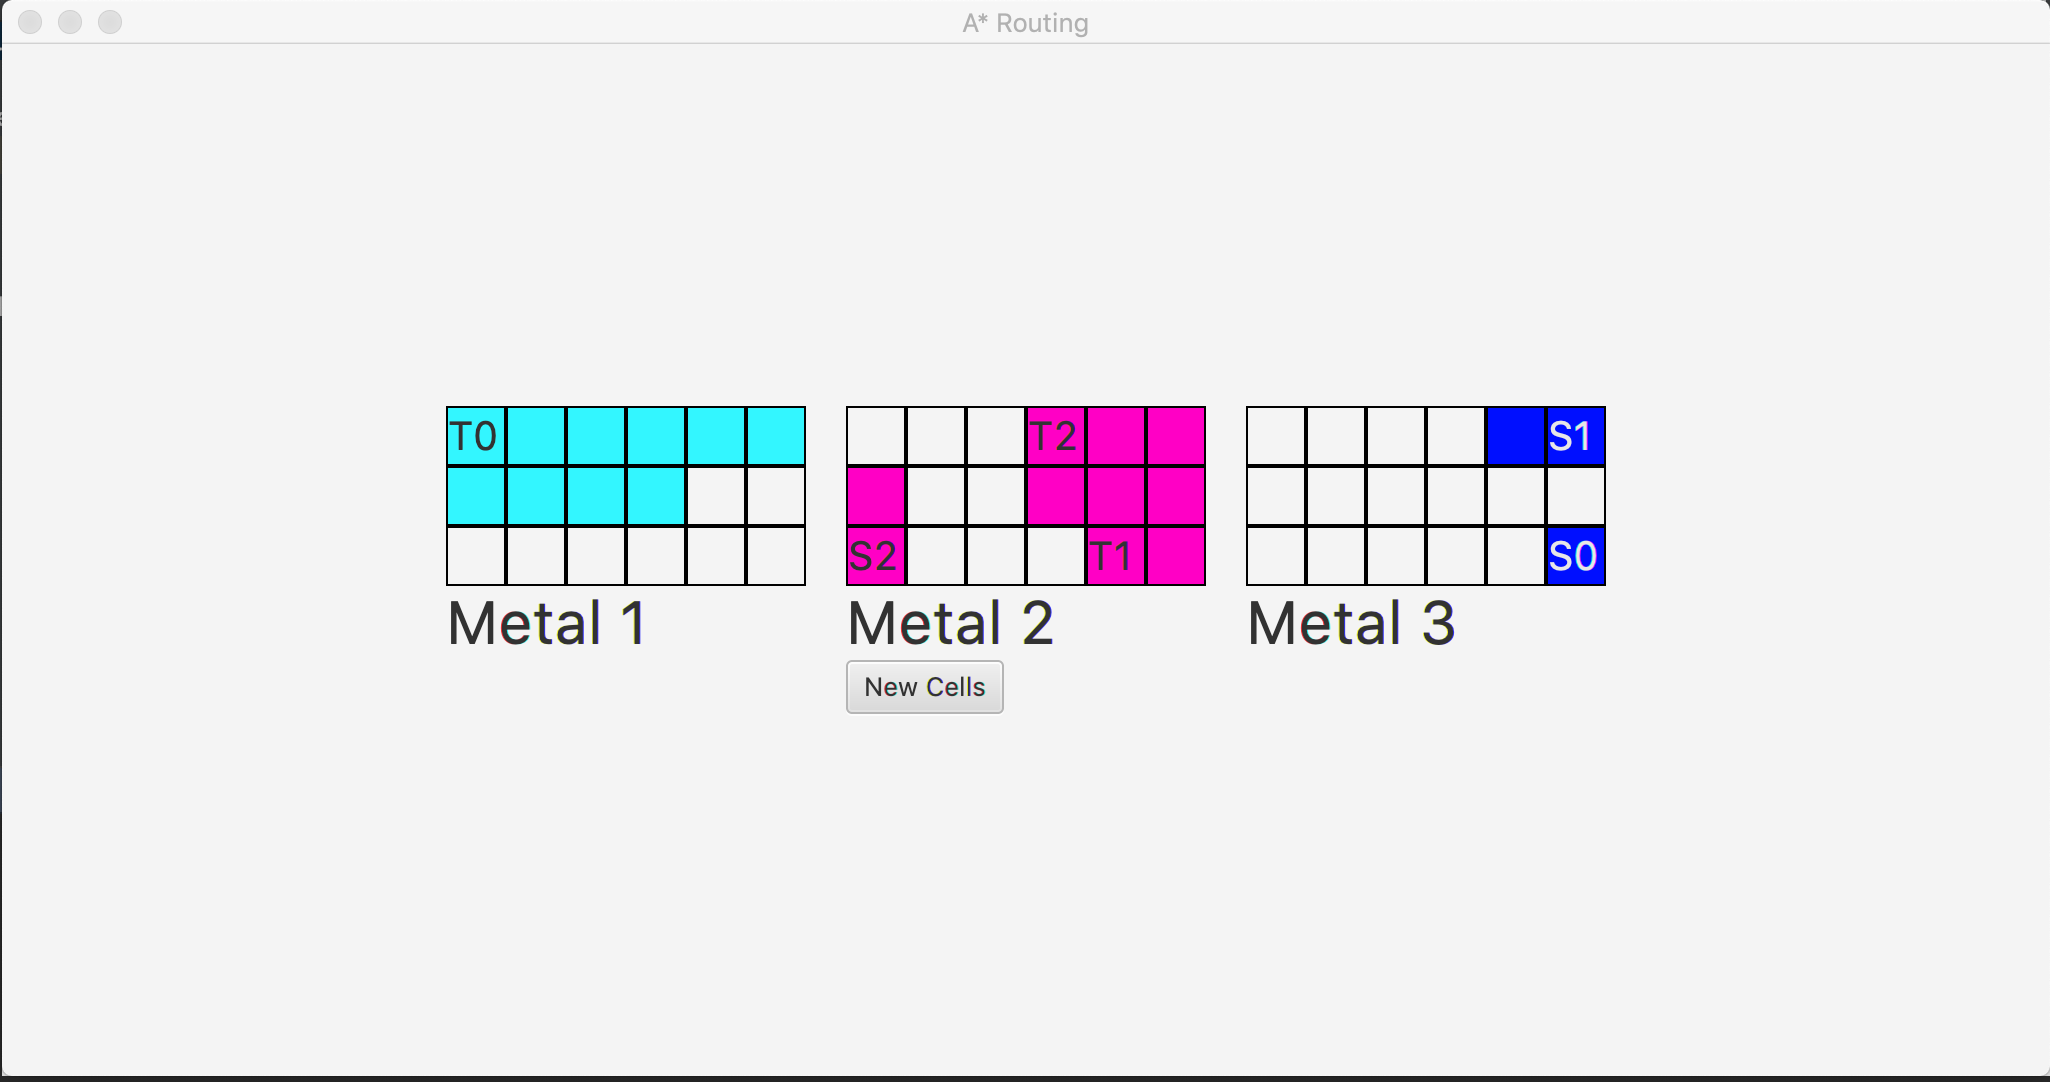 A* Routing
T0
T2
S1
S2
T1
S0
Metal 1
Metal 2
Metal 3
New Cells